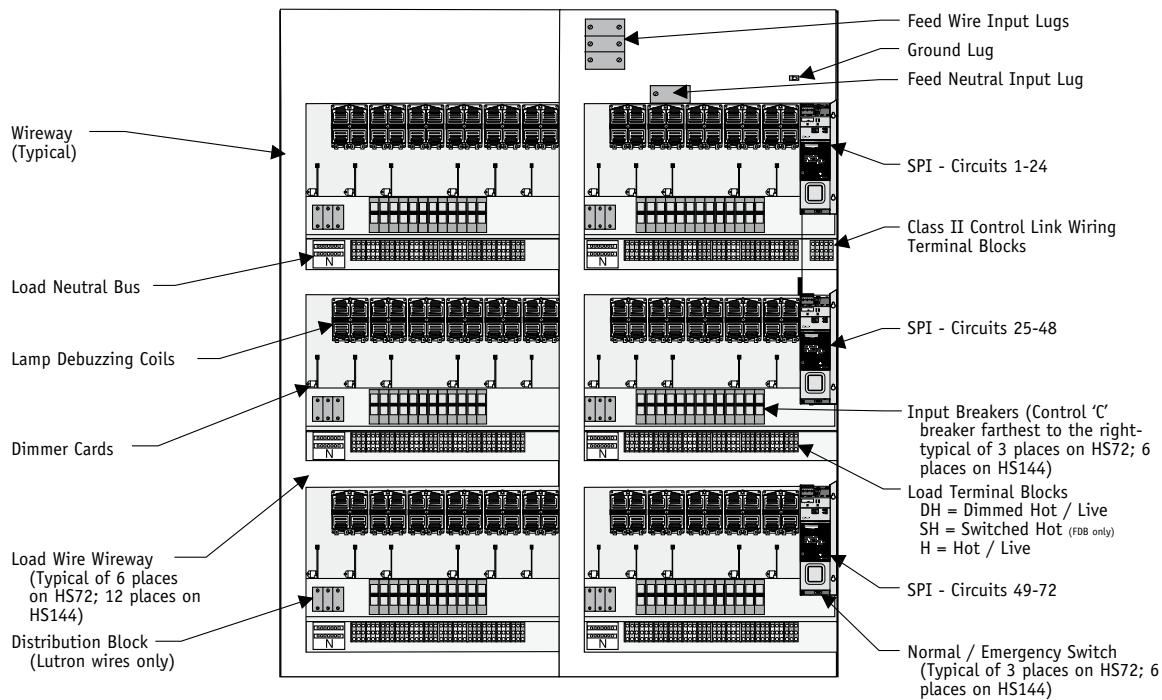 Feed Wire Input Lugs
Ground Lug
Feed Neutral Input Lug
Wireway
(Typical)
SPI - Circuits 1-24
Class II Control Link Wiring
Terminal Blocks
N
N
Load Neutral Bus
Lamp Debuzzing Coils
SPI - Circuits 25-48
Dimmer Cards
Input Breakers (Control ‘C’
breaker farthest to the right-
typical of 3 places on HS72; 6
places on HS144)
N
N
Load Terminal Blocks
DH = Dimmed Hot / Live
SH = Switched Hot (FDB only)
H = Hot / Live
Load Wire Wireway
(Typical of 6 places
on HS72; 12 places on
HS144)
SPI - Circuits 49-72
Distribution Block
(Lutron wires only)
N
N
Normal / Emergency Switch
(Typical of 3 places on HS72; 6
places on HS144)